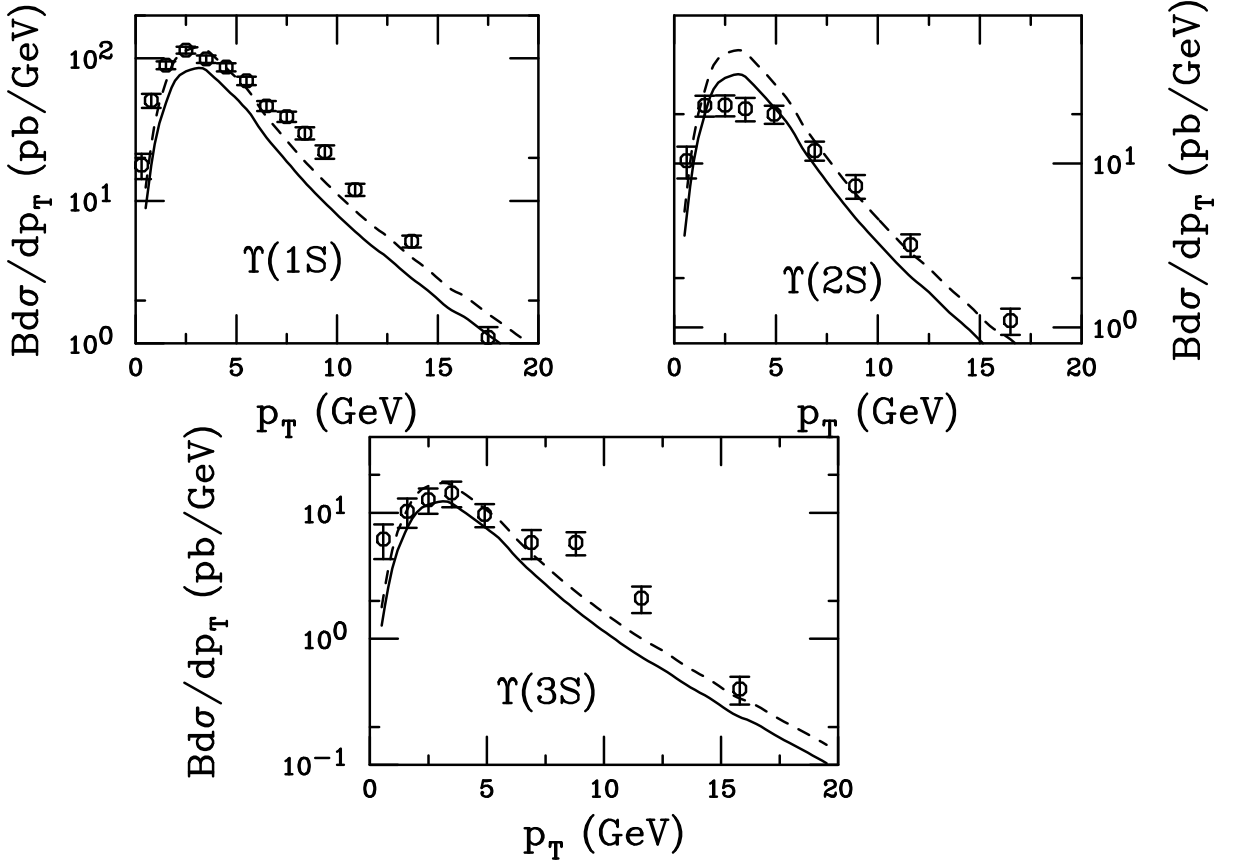 Bdσ/dp_T (pb/GeV)
10²
10¹
10⁰
ϒ(1S)
0 5 10 15 20
p_T (GeV)
ϒ(2S)
0 5 10 15 20
p_T (GeV)
10¹
10⁰
Bdσ/dp_T (pb/GeV)
Bdσ/dp_T (pb/GeV)
10¹
10⁰
10⁻¹
ϒ(3S)
0 5 10 15 20
p_T (GeV)